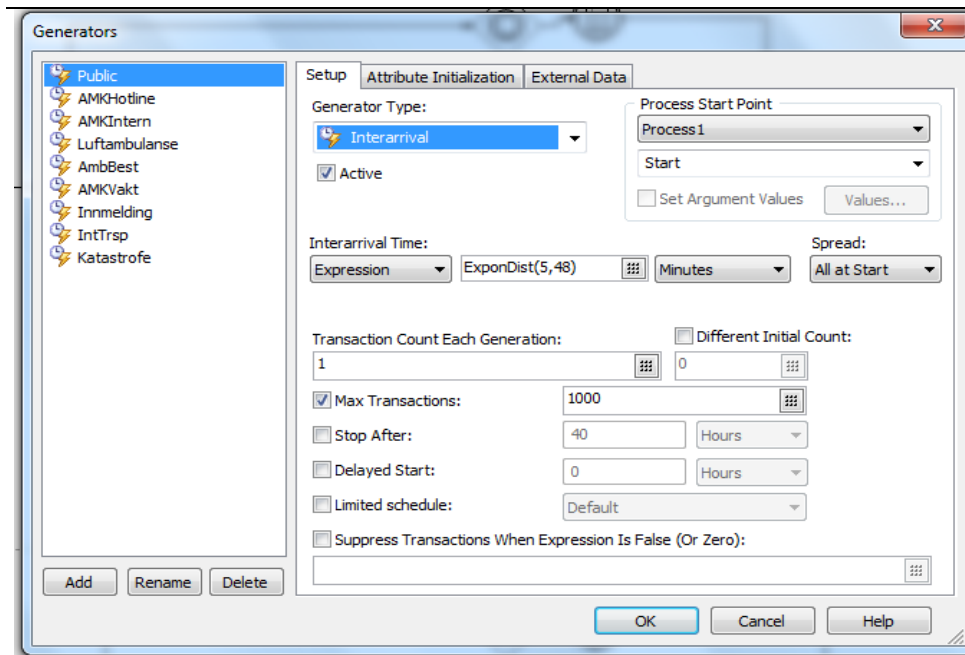 Generators
Public
AMKHotline
AMKIntern
Luftambulanse
AmbBest
AMKVakt
Innmelding
IntTrsp
Katastrofe
Add Rename Delete
Setup Attribute Initialization External Data
Generator Type:
Interarrival
Active
Process Start Point
Process1
Start
Set Argument Values Values...
Interarrival Time: Spread:
Expression ExponDist(5,48) Minutes All at Start
Transaction Count Each Generation: Different Initial Count:
1 0
Max Transactions: 1000
Stop After: 40 Hours
Delayed Start: 0 Hours
Limited schedule: Default
Suppress Transactions When Expression Is False (Or Zero):
OK Cancel Help